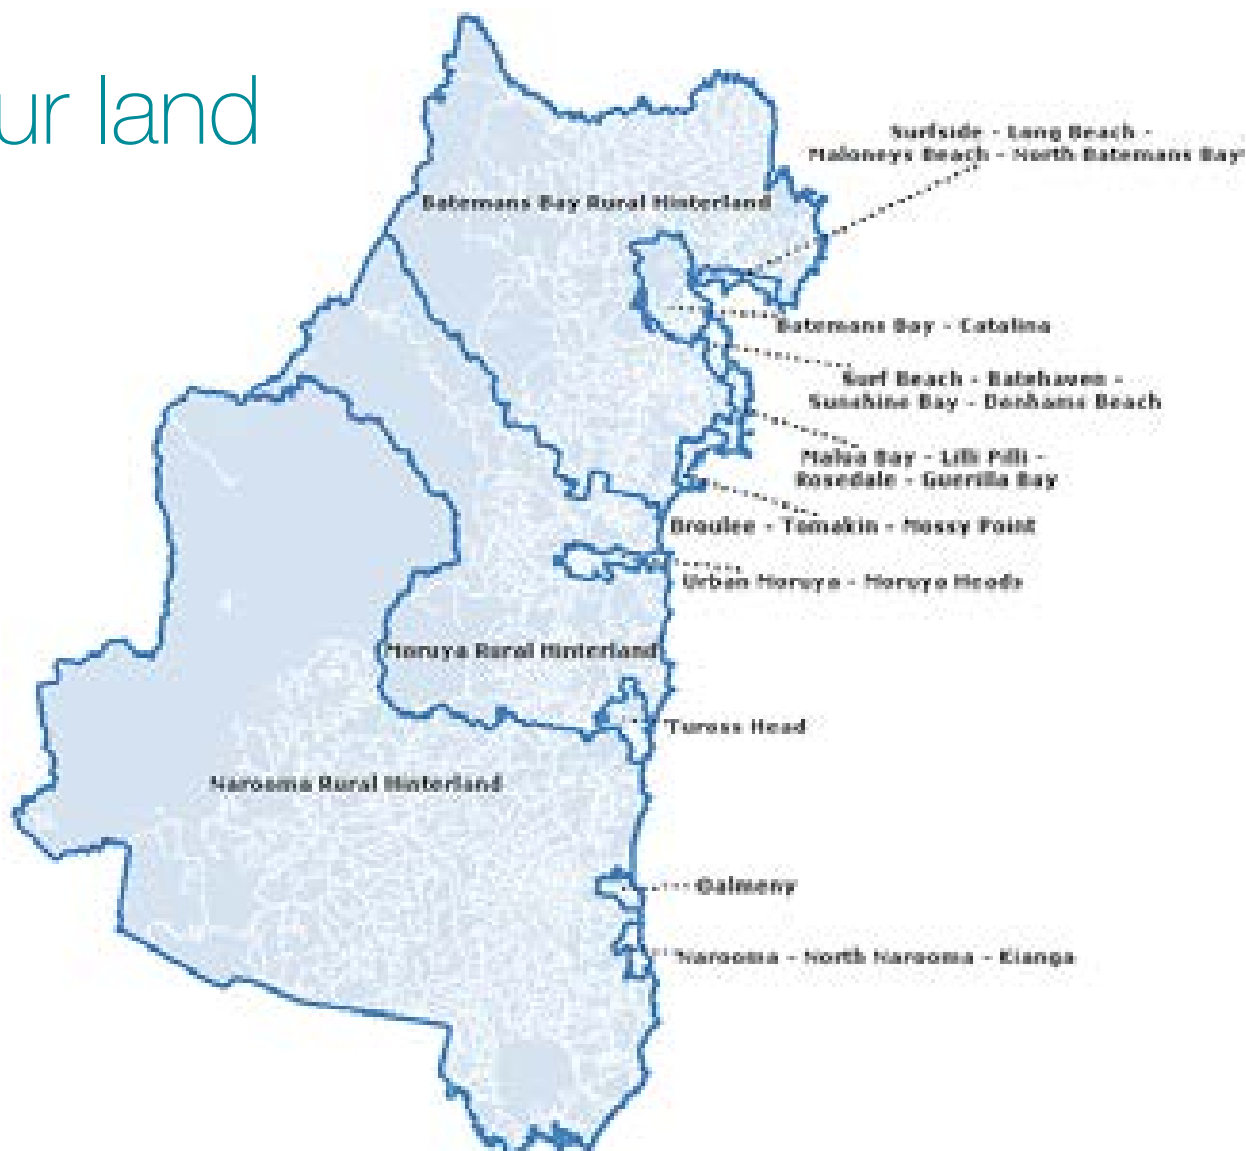 ur land
Surfside - Long Beach -
Maloneys Beach - North Batemans Bay
Batemans Bay Rural Hinterland
Batemans Bay - Catalina
Surf Beach - Batehaven -
Sunshine Bay - Denhams Beach
Malua Bay - Lilli Pilli -
Rosedale - Guerilla Bay
Broulee - Tomakin - Mossy Point
Urban Moruya - Moruya Heads
Moruya Rural Hinterland
Tuross Head
Narooma Rural Hinterland
Dalmeny
Narooma - North Narooma - Kianga